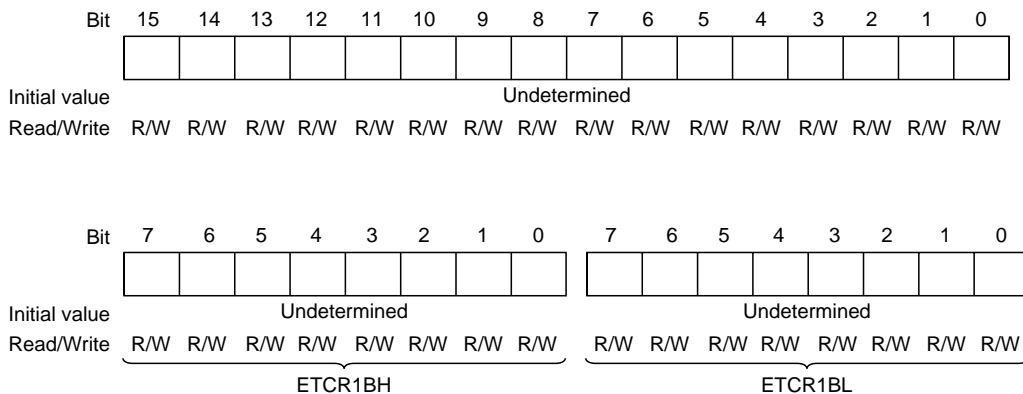 Bit 15 14 13 12 11 10 9 8 7 6 5 4 3 2 1 0
Initial value Undetermined
Read/Write R/W R/W R/W R/W R/W R/W R/W R/W R/W R/W R/W R/W R/W R/W R/W R/W
Bit 7 6 5 4 3 2 1 0 7 6 5 4 3 2 1 0
Initial value Undetermined Undetermined
Read/Write R/W R/W R/W R/W R/W R/W R/W R/W R/W R/W R/W R/W R/W R/W R/W R/W
ETCR1BH ETCR1BL